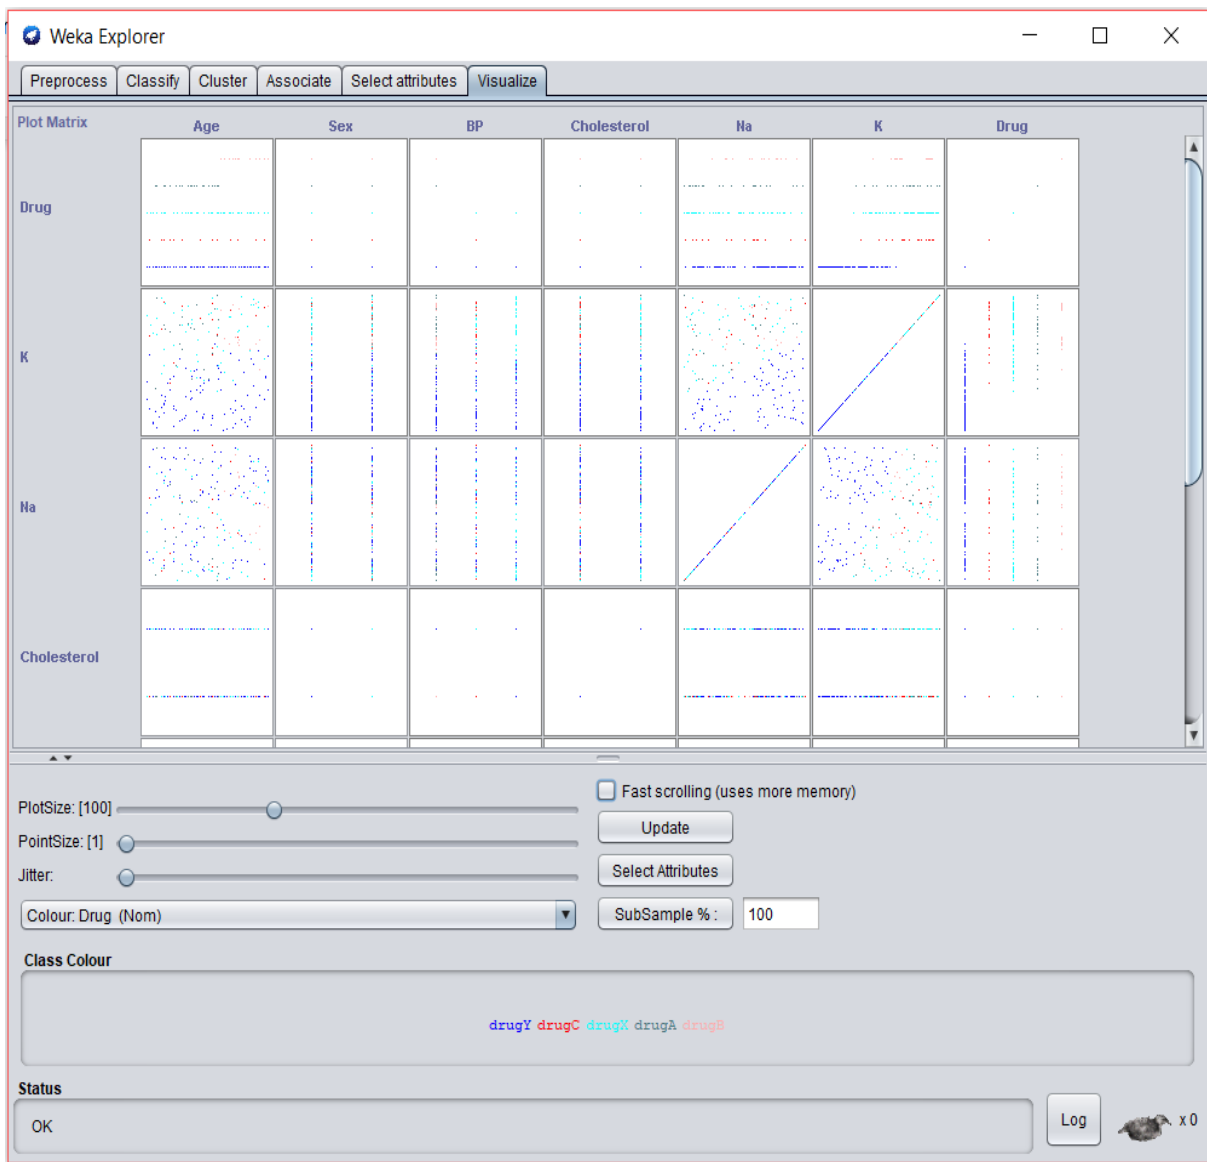 Weka Explorer
Preprocess Classify Cluster Associate Select attributes Visualize
Plot Matrix Age Sex BP Cholesterol Na K Drug
Drug
K
Na
Cholesterol
PlotSize: [100]
Fast scrolling (uses more memory)
Update
PointSize: [1]
Select Attributes
Jitter:
Colour: Drug (Nom)
SubSample % : 100
Class Colour
drugY drugC drugX drugA drugB
Status
OK
Log
x 0